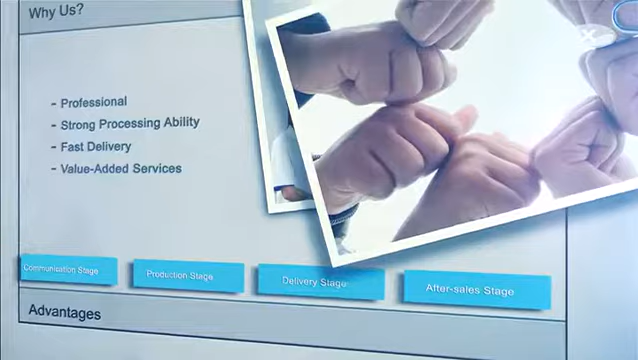 Why Us?
- Professional
- Strong Processing Ability
- Fast Delivery
- Value-Added Services
Communication Stage
Production Stage
Delivery Stage
After-sales Stage
Advantages